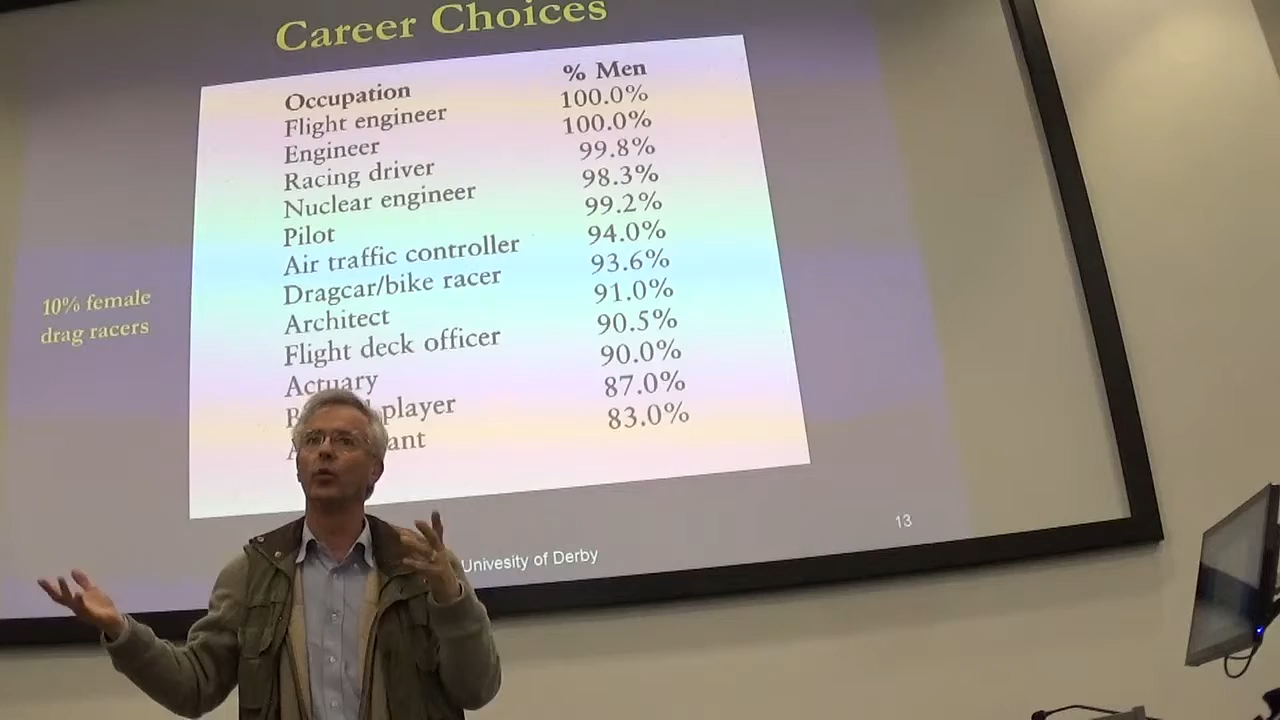 Career Choices
Occupation % Men
Flight engineer 100.0%
Engineer 100.0%
Racing driver 99.8%
Nuclear engineer 98.3%
Pilot 99.2%
Air traffic controller 94.0%
Dragcar/bike racer 93.6%
Architect 91.0%
Flight deck officer 90.5%
Actuary 90.0%
player 87.0%
83.0%
10% female
drag racers
Univesity of Derby
13